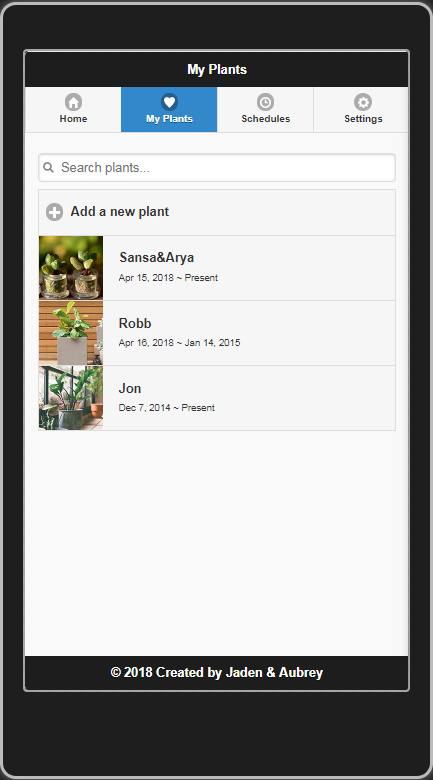 My Plants
Home
My Plants
Schedules
Settings
Search plants...
Add a new plant
Sansa&Arya
Apr 15, 2018 ~ Present
Robb
Apr 16, 2018 ~ Jan 14, 2015
Jon
Dec 7, 2014 ~ Present
© 2018 Created by Jaden & Aubrey